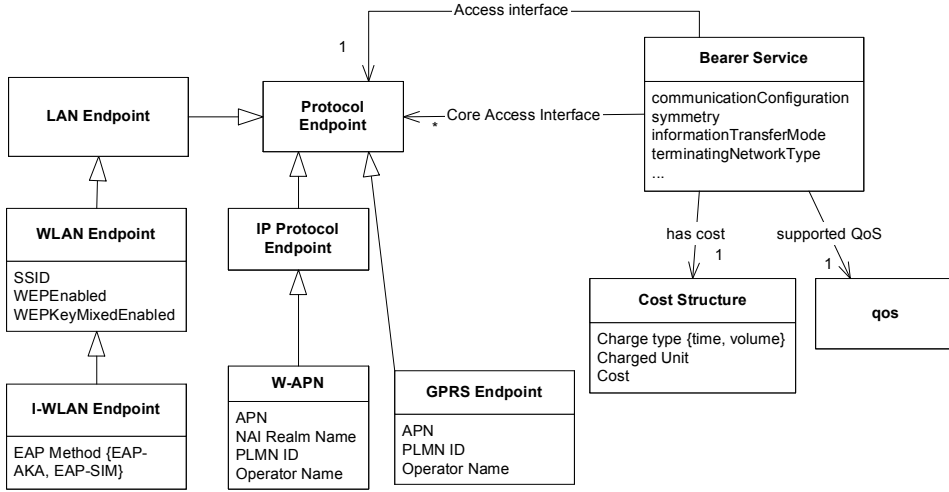 Access interface
1
Bearer Service
communicationConfiguration
symmetry
informationTransferMode
terminatingNetworkType
...
LAN Endpoint
Protocol
Endpoint
*
Core Access Interface
WLAN Endpoint
SSID
WEPEnabled
WEPKeyMixedEnabled
IP Protocol
Endpoint
has cost
1
supported QoS
1
Cost Structure
Charge type {time, volume}
Charged Unit
Cost
qos
I-WLAN Endpoint
EAP Method {EAP-
AKA, EAP-SIM}
W-APN
APN
NAI Realm Name
PLMN ID
Operator Name
GPRS Endpoint
APN
PLMN ID
Operator Name